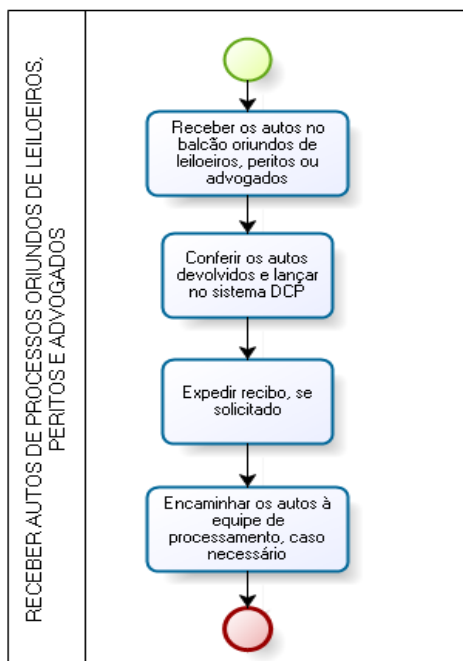 RECEBER AUTOS DE PROCESSOS ORIUNDOS DE LEILOEIROS,
PERITOS E ADVOGADOS
Receber os autos no
balcão oriundos de
leiloeiros, peritos ou
advogados
Conferir os autos
devolvidos e lançar
no sistema DCP
Expedir recibo, se
solicitado
Encaminhar os autos à
equipe de
processamento, caso
necessário